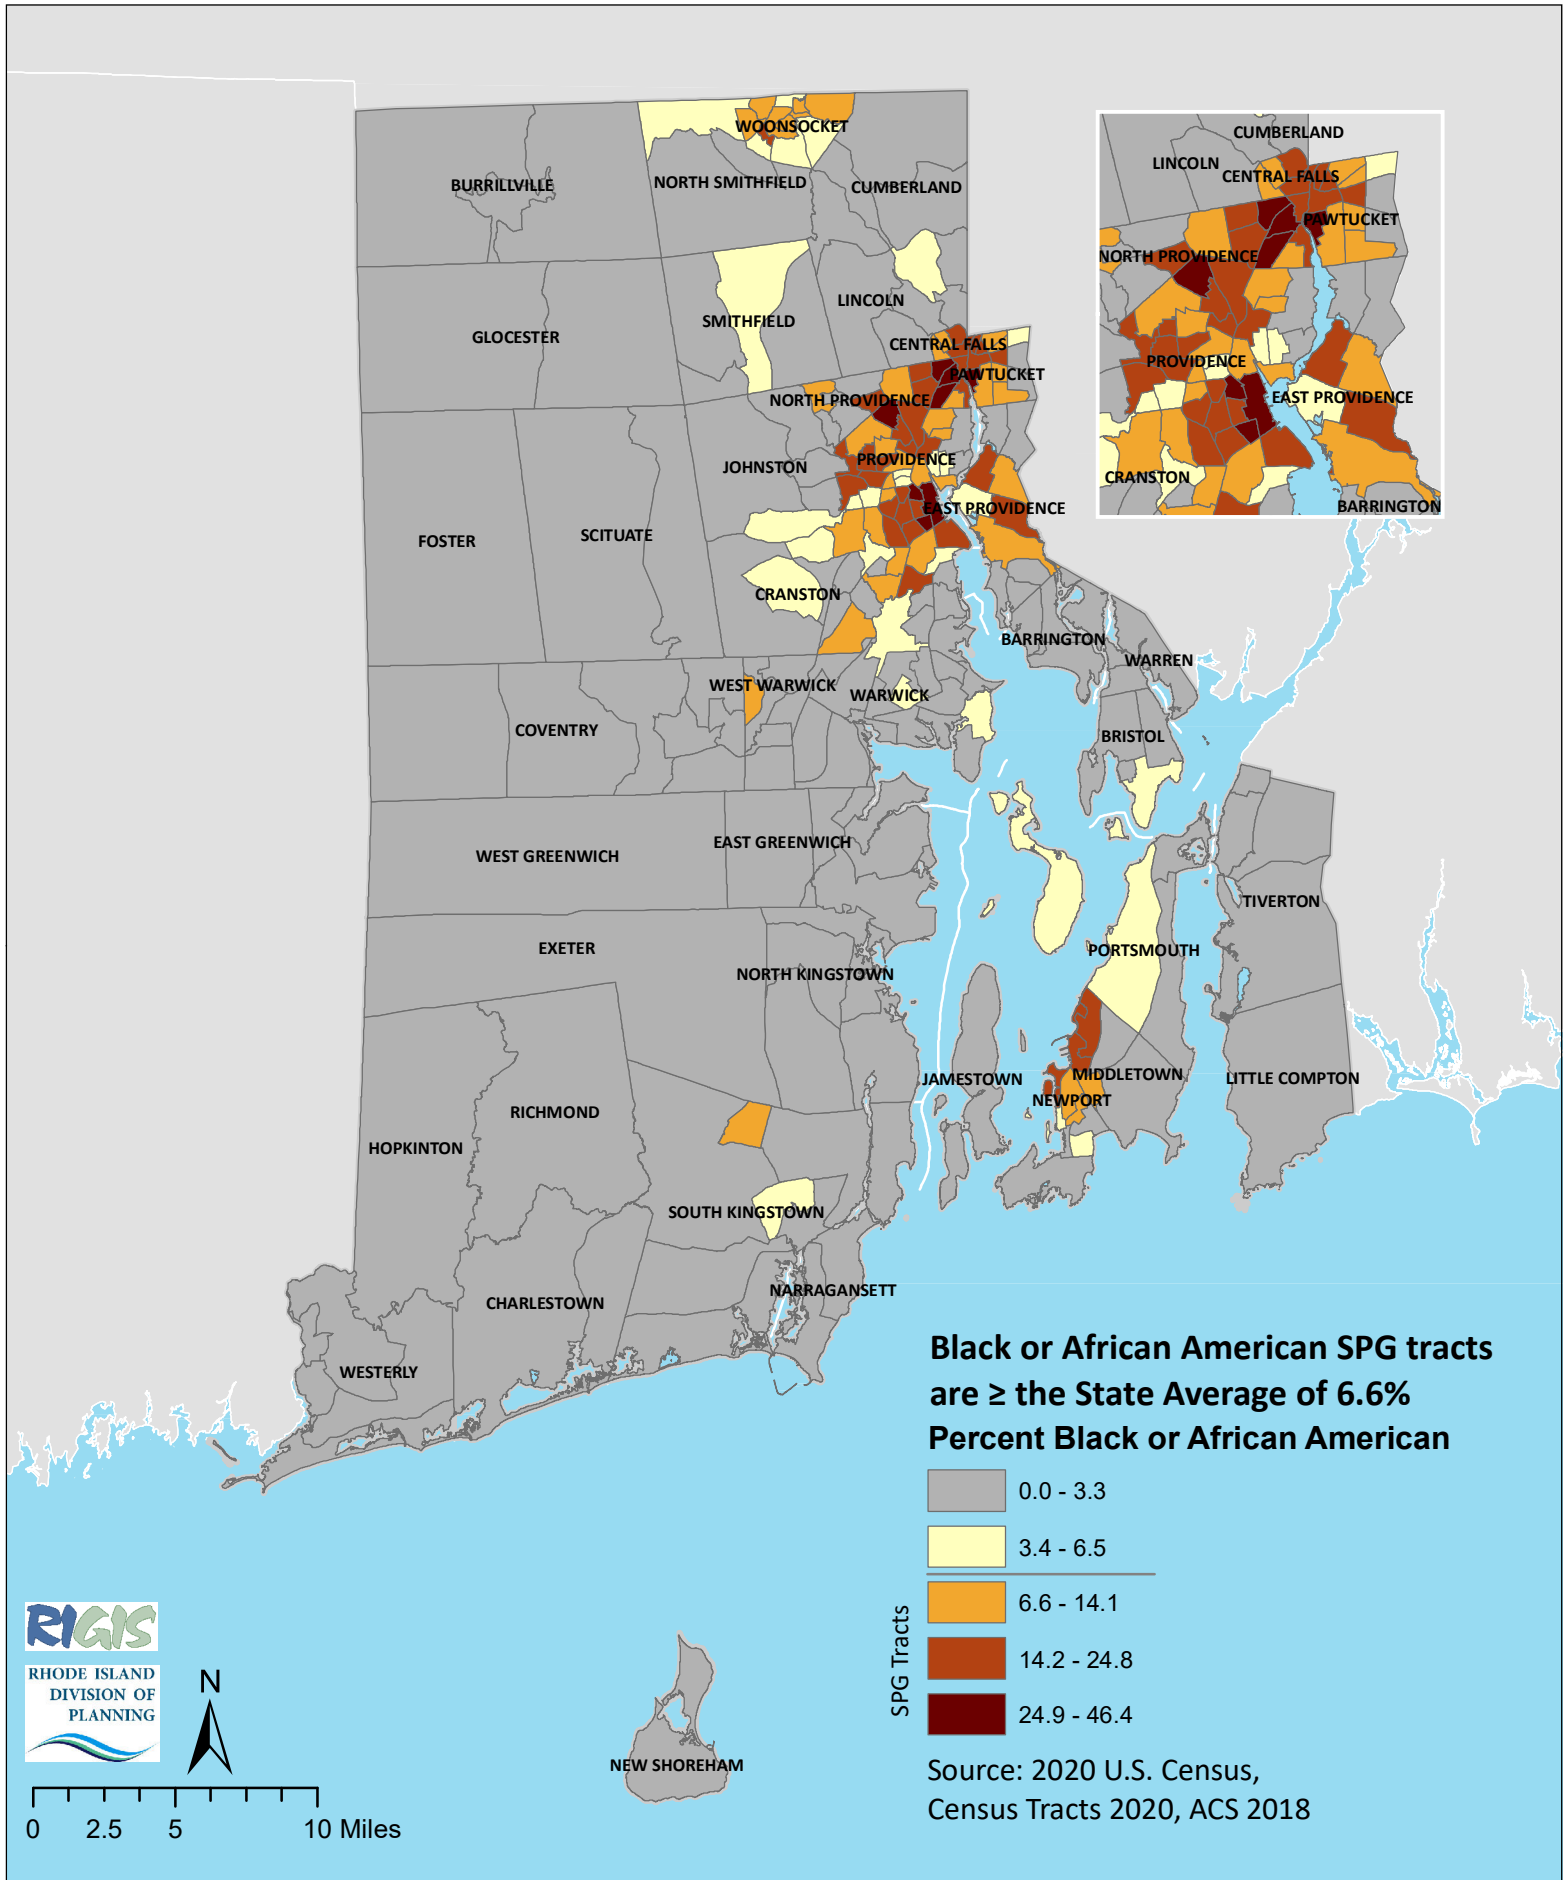 WOONSOCKET
BURRILLVILLE
NORTH SMITHFIELD
CUMBERLAND
LINCOLN
SMITHFIELD
GLOCESTER
CENTRAL FALLS
PAWTUCKET
NORTH PROVIDENCE
PROVIDENCE
JOHNSTON
EAST PROVIDENCE
SCITUATE
FOSTER
CRANSTON
BARRINGTON
WARREN
WEST WARWICK
WARWICK
COVENTRY
BRISTOL
EAST GREENWICH
WEST GREENWICH
TIVERTON
EXETER
PORTSMOUTH
NORTH KINGSTOWN
JAMESTOWN
MIDDLETOWN
LITTLE COMPTON
NEWPORT
RICHMOND
HOPKINTON
SOUTH KINGSTOWN
NARRAGANSETT
CHARLESTOWN
WESTERLY
NEW SHOREHAM
CUMBERLAND
LINCOLN
CENTRAL FALLS
PAWTUCKET
NORTH PROVIDENCE
PROVIDENCE
EAST PROVIDENCE
CRANSTON
BARRINGTON
Black or African American SPG tracts
are ≥ the State Average of 6.6%
Percent Black or African American
0.0 - 3.3
3.4 - 6.5
SPG Tracts
6.6 - 14.1
14.2 - 24.8
24.9 - 46.4
Source: 2020 U.S. Census,
Census Tracts 2020, ACS 2018
RIGIS
RHODE ISLAND
DIVISION OF
PLANNING
N
0 2.5 5 10 Miles